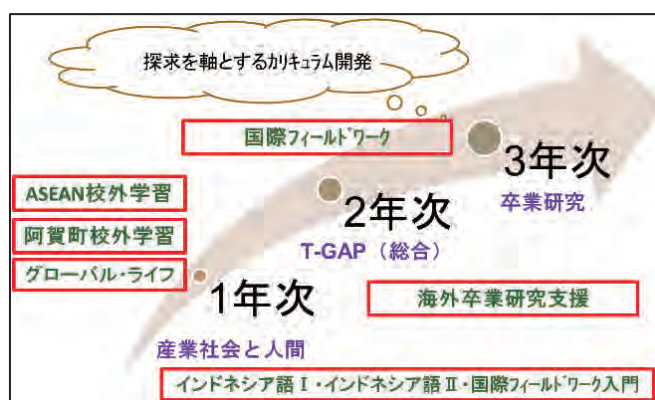 探求を軸とするカリキュラム開発
国際フィールドワーク
3年次
卒業研究
ASEAN校外学習
2年次
阿賀町校外学習
T-GAP（総合）
グローバル・ライフ
1年次
海外卒業研究支援
産業社会と人間
インドネシア語Ⅰ・インドネシア語Ⅱ・国際フィールドワーク入門